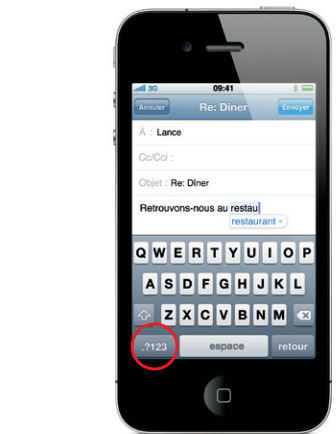 3G 09:41
Annuler Re: Diner Envoyer
À : Lance
Cc/Cci :
Objet : Re: Diner
Retrouvons-nous au restau
restaurant ×
Q W E R T Y U I O P
A S D F G H J K L
Z X C V B N M
.?123 espace retour